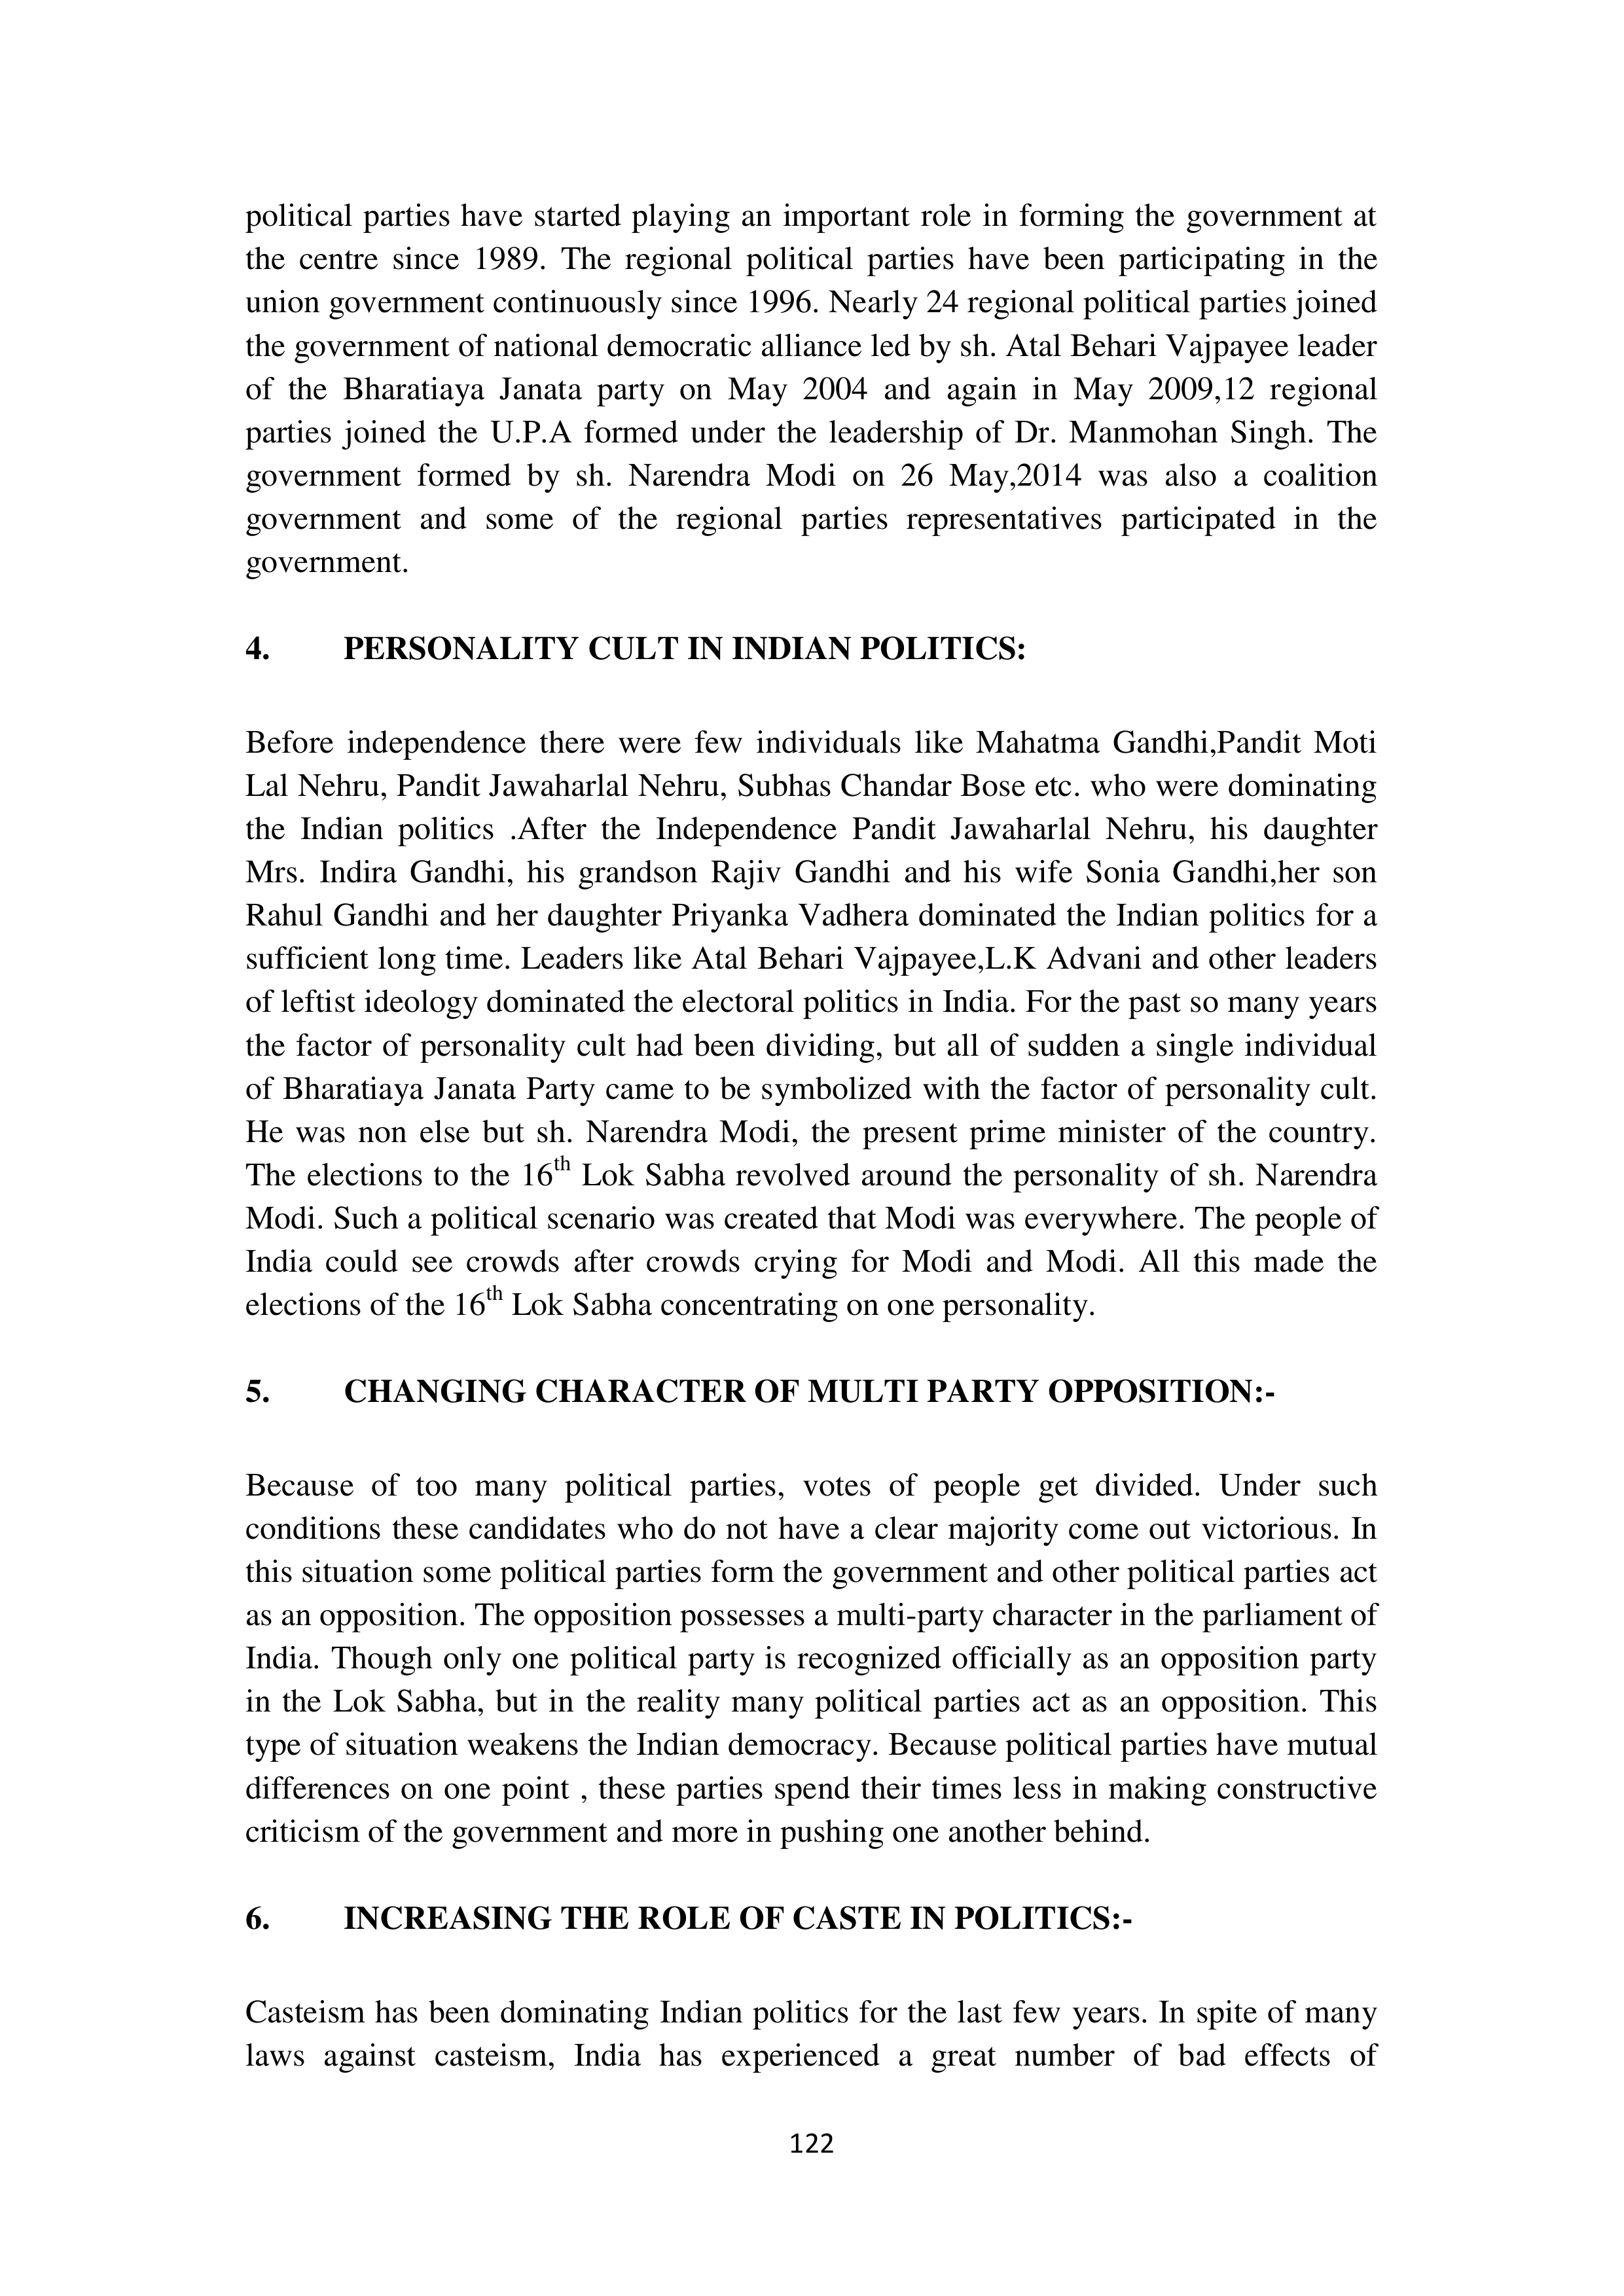 political parties have started playing an important role in forming the government at
the centre since 1989. The regional political parties have been participating in the
union government continuously since 1996. Nearly 24 regional political parties joined
the government of national democratic alliance led by sh. Atal Behari Vajpayee leader
of the Bharatiaya Janata party on May 2004 and again in May 2009,12 regional
parties joined the U.P.A formed under the leadership of Dr. Manmohan Singh. The
government formed by sh. Narendra Modi on 26 May,2014 was also a coalition
government and some of the regional parties representatives participated in the
government.
4. PERSONALITY CULT IN INDIAN POLITICS:
Before independence there were few individuals like Mahatma Gandhi,Pandit Moti
Lal Nehru, Pandit Jawaharlal Nehru, Subhas Chandar Bose etc. who were dominating
the Indian politics .After the Independence Pandit Jawaharlal Nehru, his daughter
Mrs. Indira Gandhi, his grandson Rajiv Gandhi and his wife Sonia Gandhi,her son
Rahul Gandhi and her daughter Priyanka Vadhera dominated the Indian politics for a
sufficient long time. Leaders like Atal Behari Vajpayee,L.K Advani and other leaders
of leftist ideology dominated the electoral politics in India. For the past so many years
the factor of personality cult had been dividing, but all of sudden a single individual
of Bharatiaya Janata Party came to be symbolized with the factor of personality cult.
He was non else but sh. Narendra Modi, the present prime minister of the country.
The elections to the 16th Lok Sabha revolved around the personality of sh. Narendra
Modi. Such a political scenario was created that Modi was everywhere. The people of
India could see crowds after crowds crying for Modi and Modi. All this made the
elections of the 16th Lok Sabha concentrating on one personality.
5. CHANGING CHARACTER OF MULTI PARTY OPPOSITION:-
Because of too many political parties, votes of people get divided. Under such
conditions these candidates who do not have a clear majority come out victorious. In
this situation some political parties form the government and other political parties act
as an opposition. The opposition possesses a multi-party character in the parliament of
India. Though only one political party is recognized officially as an opposition party
in the Lok Sabha, but in the reality many political parties act as an opposition. This
type of situation weakens the Indian democracy. Because political parties have mutual
differences on one point , these parties spend their times less in making constructive
criticism of the government and more in pushing one another behind.
6. INCREASING THE ROLE OF CASTE IN POLITICS:-
Casteism has been dominating Indian politics for the last few years. In spite of many
laws against casteism, India has experienced a great number of bad effects of
122